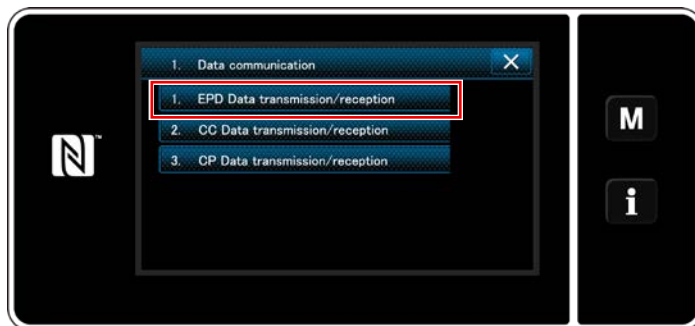 1. Data communication
1. EPD Data transmission/reception
2. CC Data transmission/reception
3. CP Data transmission/reception
M
i